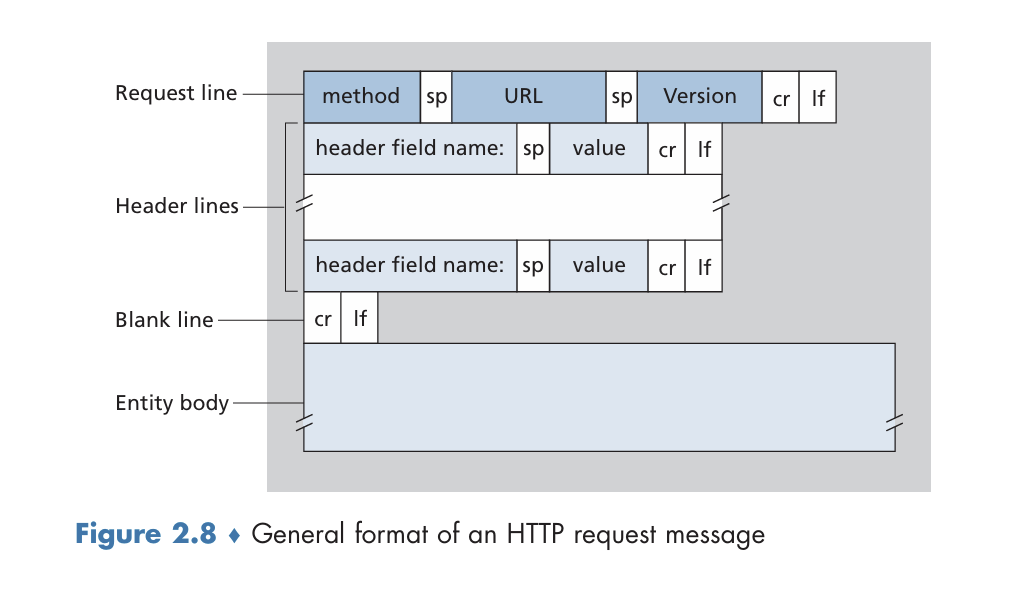 Request line method sp URL sp Version cr lf
header field name: sp value cr lf
Header lines
header field name: sp value cr lf
Blank line cr lf
Entity body
Figure 2.8 ♦ General format of an HTTP request message